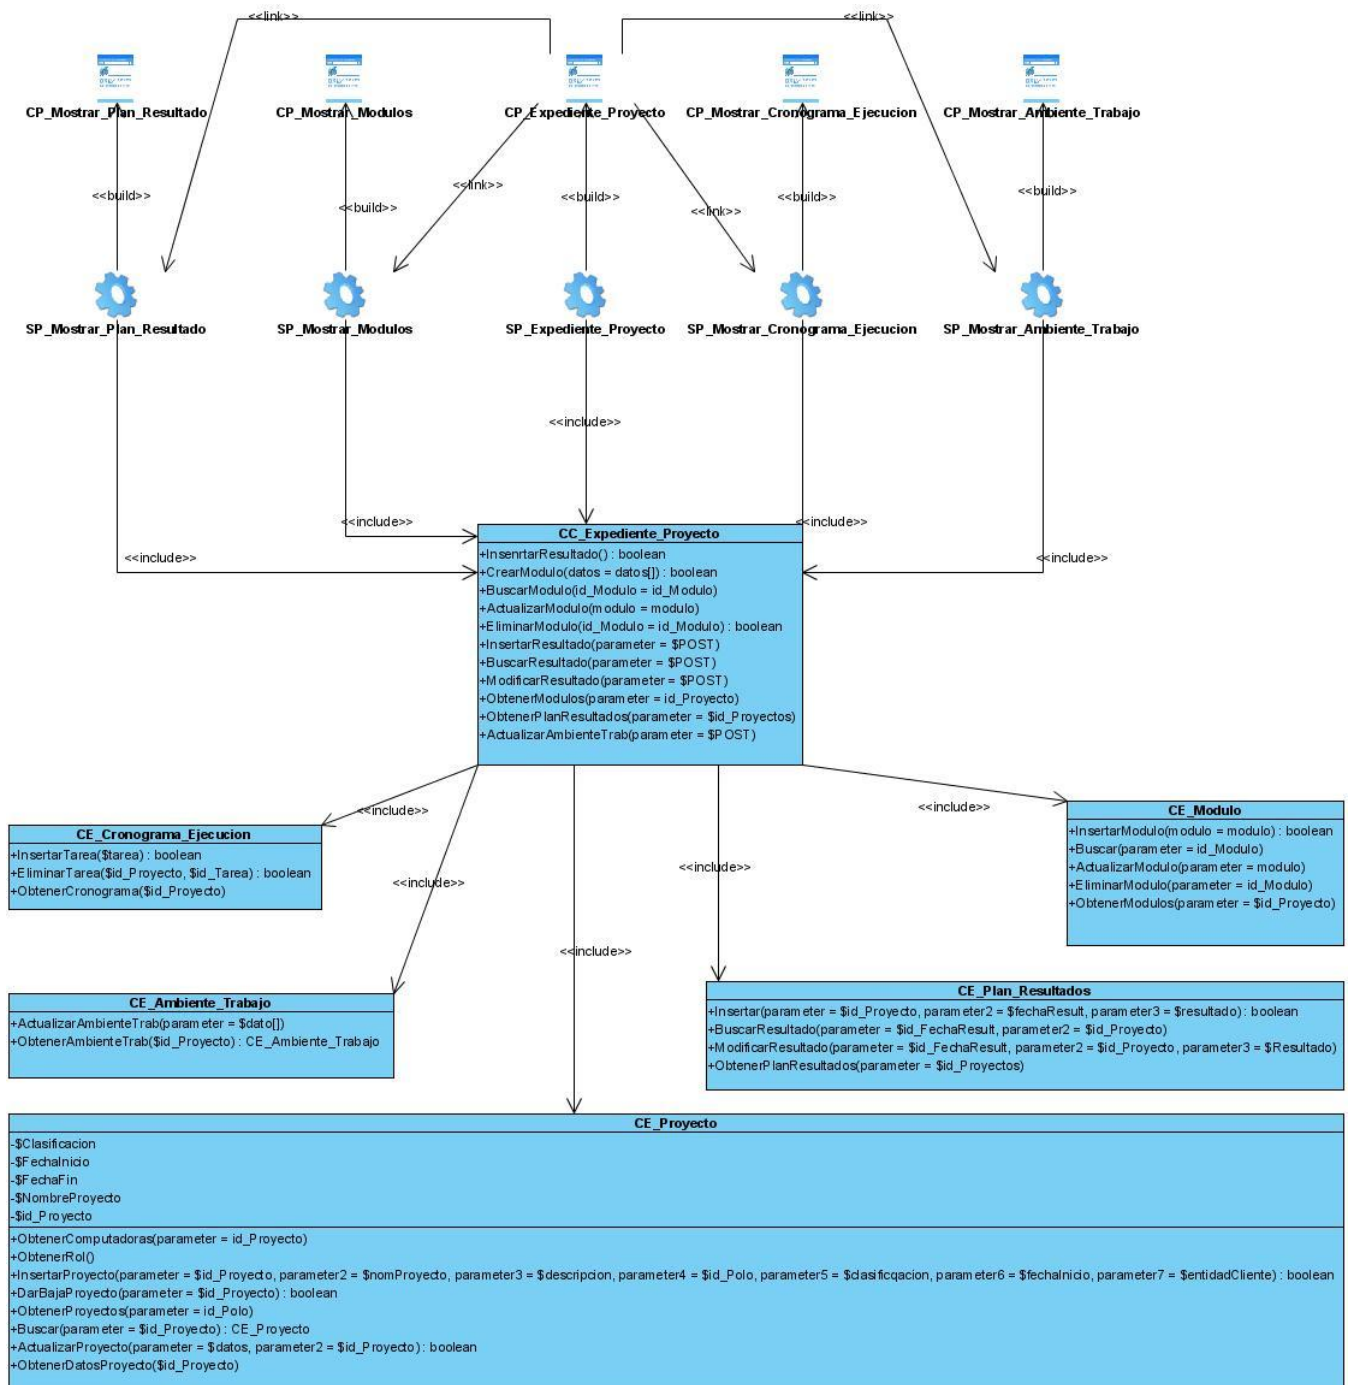 <<link>>
<<link>>
CP_Mostrar_Plan_Resultado
CP_Mostrar_Modulos
CP_Expediente_Proyecto
CP_Mostrar_Cronograma_Ejecucion
CP_Mostrar_Ambiente_Trabajo
<<build>>
<<build>>
<<link>>
<<build>>
<<link>>
<<build>>
<<build>>
SP_Mostrar_Plan_Resultado
SP_Mostrar_Modulos
SP_Expediente_Proyecto
SP_Mostrar_Cronograma_Ejecucion
SP_Mostrar_Ambiente_Trabajo
<<include>>
<<include>>
<<include>>
<<include>>
<<include>>
CC_Expediente_Proyecto
+InsenrtarResultado() : boolean
+CrearModulo(datos = datos[]) : boolean
+BuscarModulo(id_Modulo = id_Modulo)
+ActualizarModulo(modulo = modulo)
+EliminarModulo(id_Modulo = id_Modulo) : boolean
+InsertarResultado(parameter = $POST)
+BuscarResultado(parameter = $POST)
+ModificarResultado(parameter = $POST)
+ObtenerModulos(parameter = id_Proyecto)
+ObtenerPlanResultados(parameter = $id_Proyectos)
+ActualizarAmbienteTrab(parameter = $POST)
<<include>>
<<include>>
<<include>>
<<include>>
<<include>>
CE_Cronograma_Ejecucion
+InsertarTarea($tarea) : boolean
+EliminarTarea($id_Proyecto, $id_Tarea) : boolean
+ObtenerCronograma($id_Proyecto)
CE_Modulo
+InsertarModulo(modulo = modulo) : boolean
+Buscar(parameter = id_Modulo)
+ActualizarModulo(parameter = modulo)
+EliminarModulo(parameter = id_Modulo)
+ObtenerModulos(parameter = $id_Proyecto)
CE_Ambiente_Trabajo
+ActualizarAmbienteTrab(parameter = $dato[])
+ObtenerAmbienteTrab($id_Proyecto) : CE_Ambiente_Trabajo
CE_Plan_Resultados
+Insertar(parameter = $id_Proyecto, parameter2 = $fechaResult, parameter3 = $resultado) : boolean
+BuscarResultado(parameter = $id_FechaResult, parameter2 = $id_Proyecto)
+ModificarResultado(parameter = $id_FechaResult, parameter2 = $id_Proyecto, parameter3 = $Resultado)
+ObtenerPlanResultados(parameter = $id_Proyectos)
CE_Proyecto
-$Clasificacion
-$FechaInicio
-$FechaFin
-$NombreProyecto
-$id_Proyecto
+ObtenerComputadoras(parameter = id_Proyecto)
+ObtenerRol()
+InsertarProyecto(parameter = $id_Proyecto, parameter2 = $nomProyecto, parameter3 = $descripcion, parameter4 = $id_Polo, parameter5 = $clasificqacion, parameter6 = $fechaInicio, parameter7 = $entidadCliente) : boolean
+DarBajaProyecto(parameter = $id_Proyecto) : boolean
+ObtenerProyectos(parameter = id_Polo)
+Buscar(parameter = $id_Proyecto) : CE_Proyecto
+ActualizarProyecto(parameter = $datos, parameter2 = $id_Proyecto) : boolean
+ObtenerDatosProyecto($id_Proyecto)